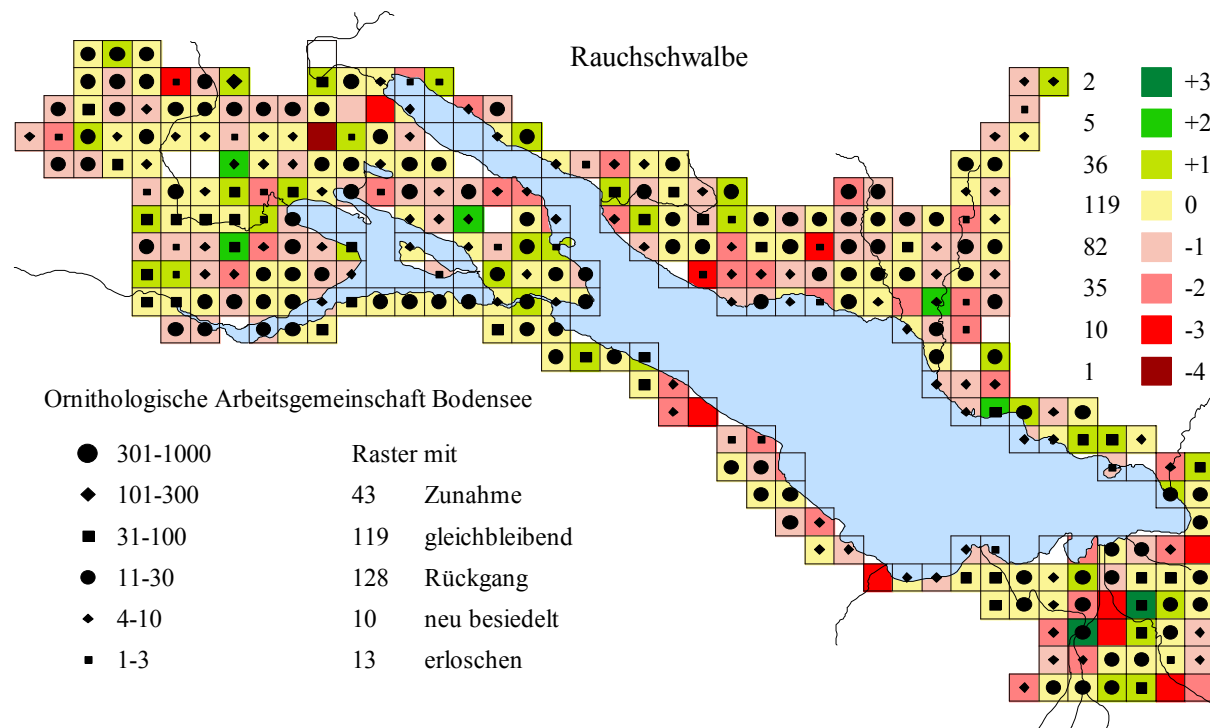 Rauchschwalbe
2 +3
5 +2
36 +1
119 0
82 -1
35 -2
10 -3
1 -4
Ornithologische Arbeitsgemeinschaft Bodensee
301-1000 Raster mit
101-300 43 Zunahme
31-100 119 gleichbleibend
11-30 128 Rückgang
4-10 10 neu besiedelt
1-3 13 erloschen